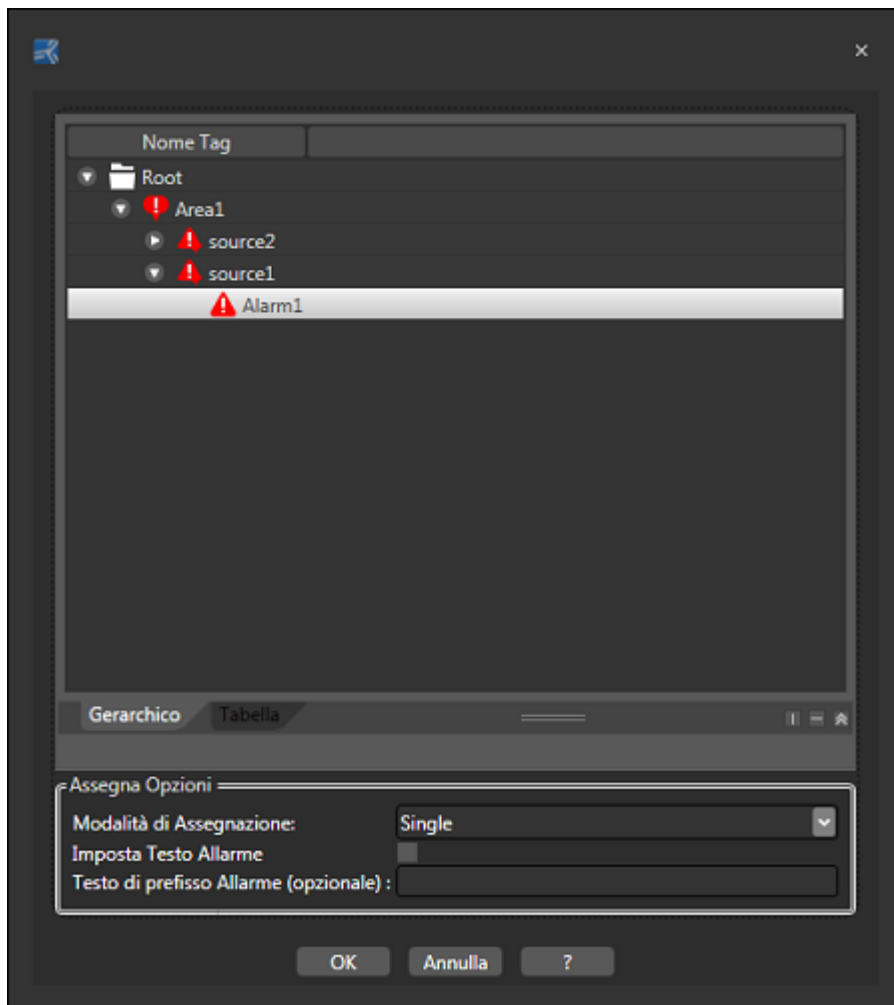 Nome Tag
Root
Area1
source2
source1
Alarm1
Gerarchico Tabella
Assegna Opzioni
Modalità di Assegnazione: Single
Imposta Testo Allarme
Testo di prefisso Allarme (opzionale) :
OK Annulla ?